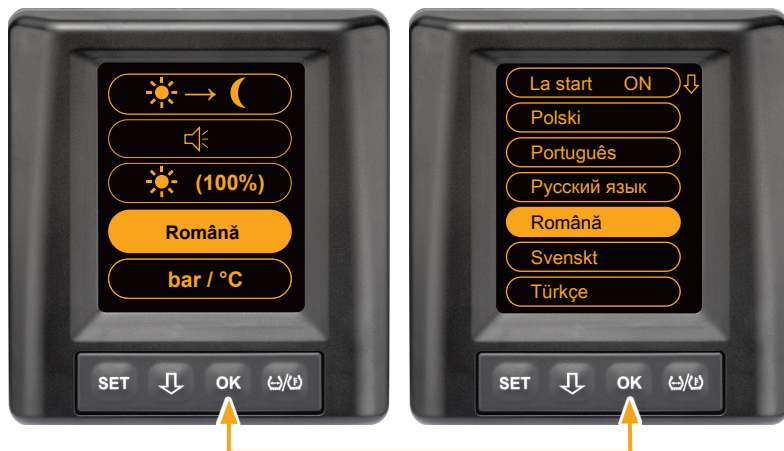 (100%)
Română
bar / °C
SET
OK
La start ON
Polski
Português
Русский язык
Română
Svenskt
Türkçe
SET
OK